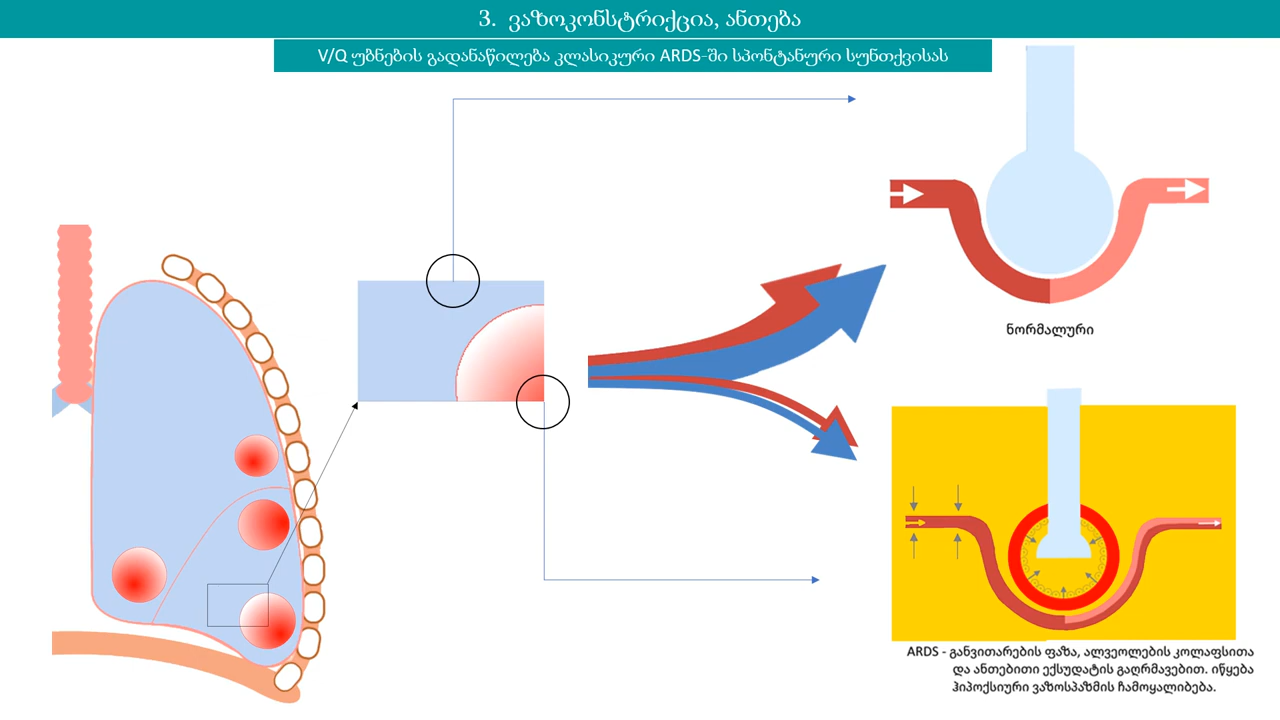 3. ვაზოკონსტრიქცია, ანთება
V/Q უბნების გადანაწილება კლასიკური ARDS-ში სპონტანური სუნთქვისას
ნორმალური
ARDS - განვითარების ფაზა, ალვეოლების კოლაფსითა
და ანთებითი ექსუდატის გაღრმავებით. იწყება
ჰიპოქსიური ვაზოსპაზმის ჩამოყალიბება.